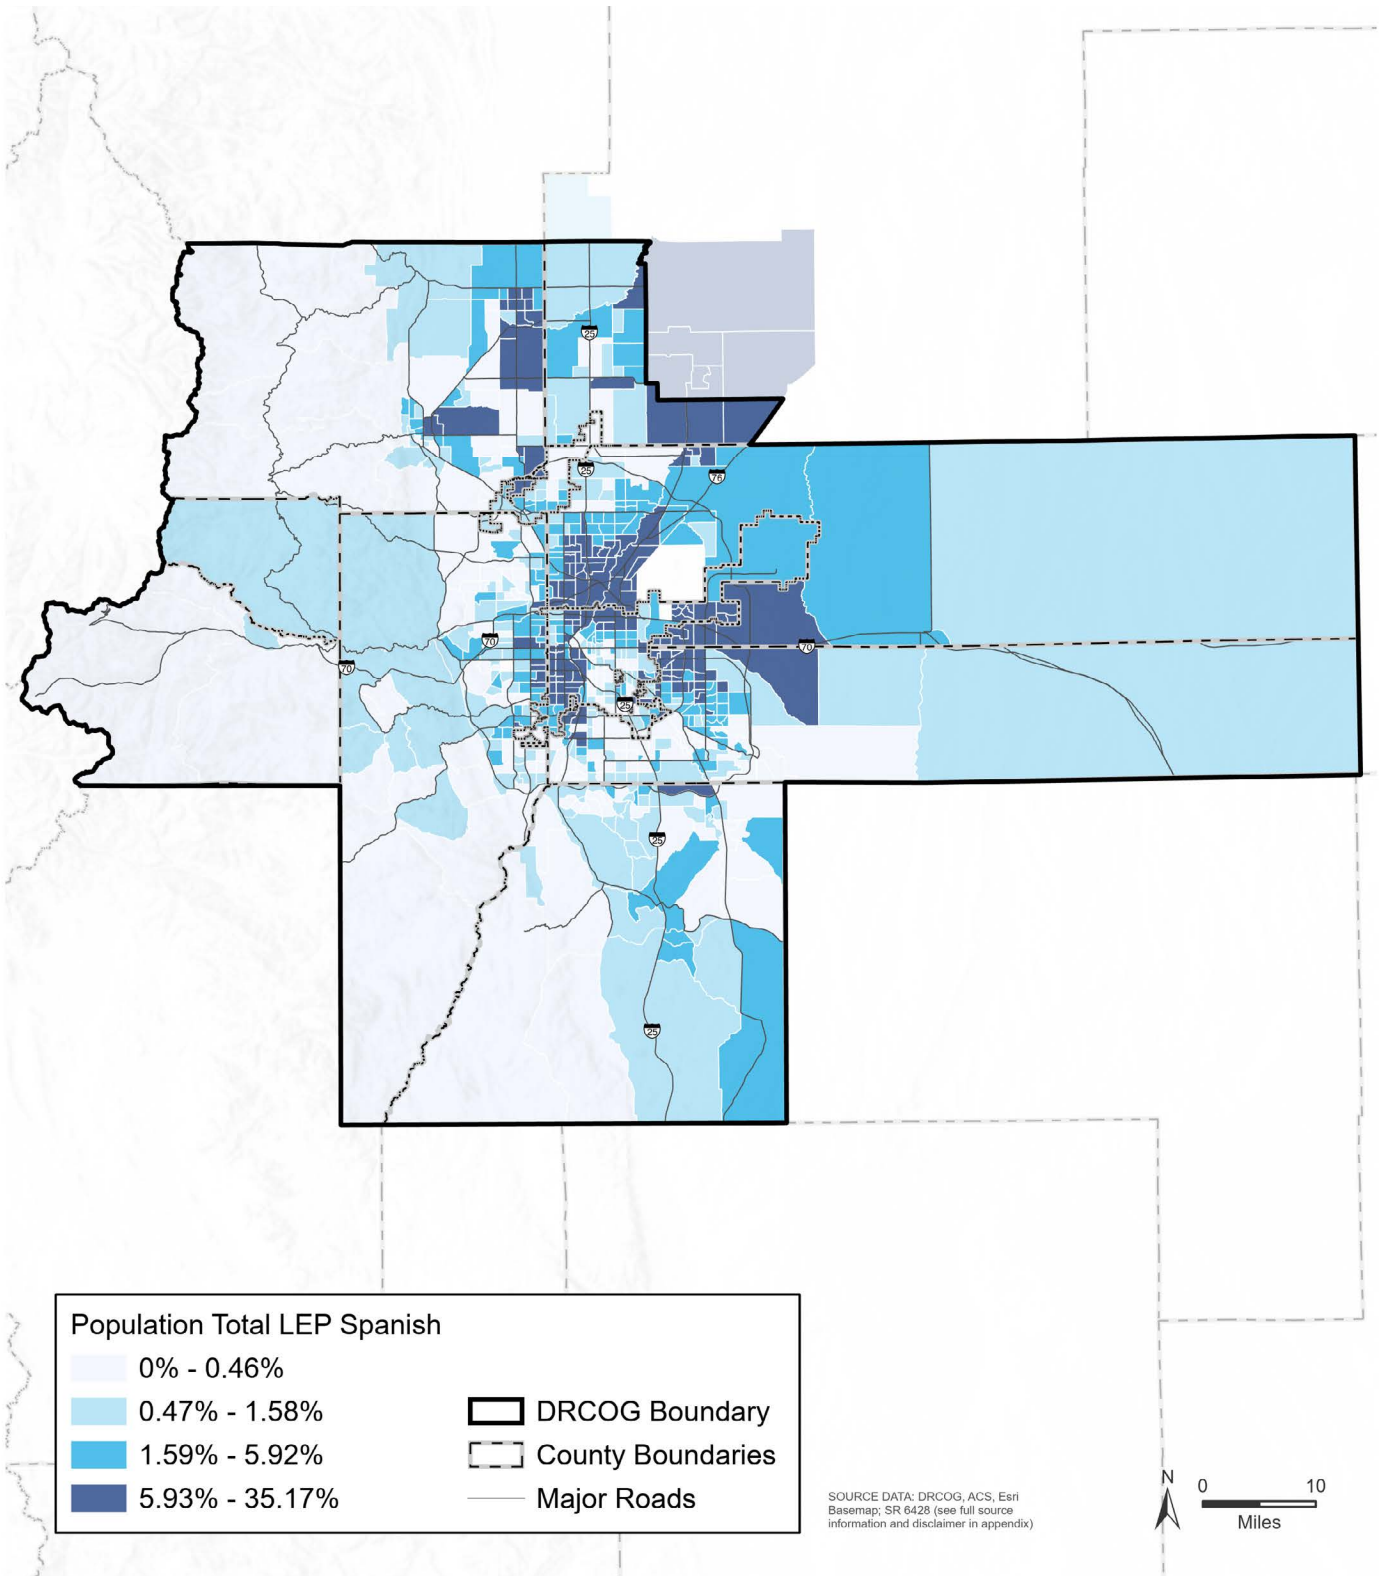 25
25
76
70
70
70
25
25
25
Population Total LEP Spanish
0% - 0.46%
0.47% - 1.58%
1.59% - 5.92%
5.93% - 35.17%
DRCOG Boundary
County Boundaries
Major Roads
SOURCE DATA: DRCOG, ACS, Esri
Basemap; SR 6428 (see full source
information and disclaimer in appendix)
N
0 10
Miles